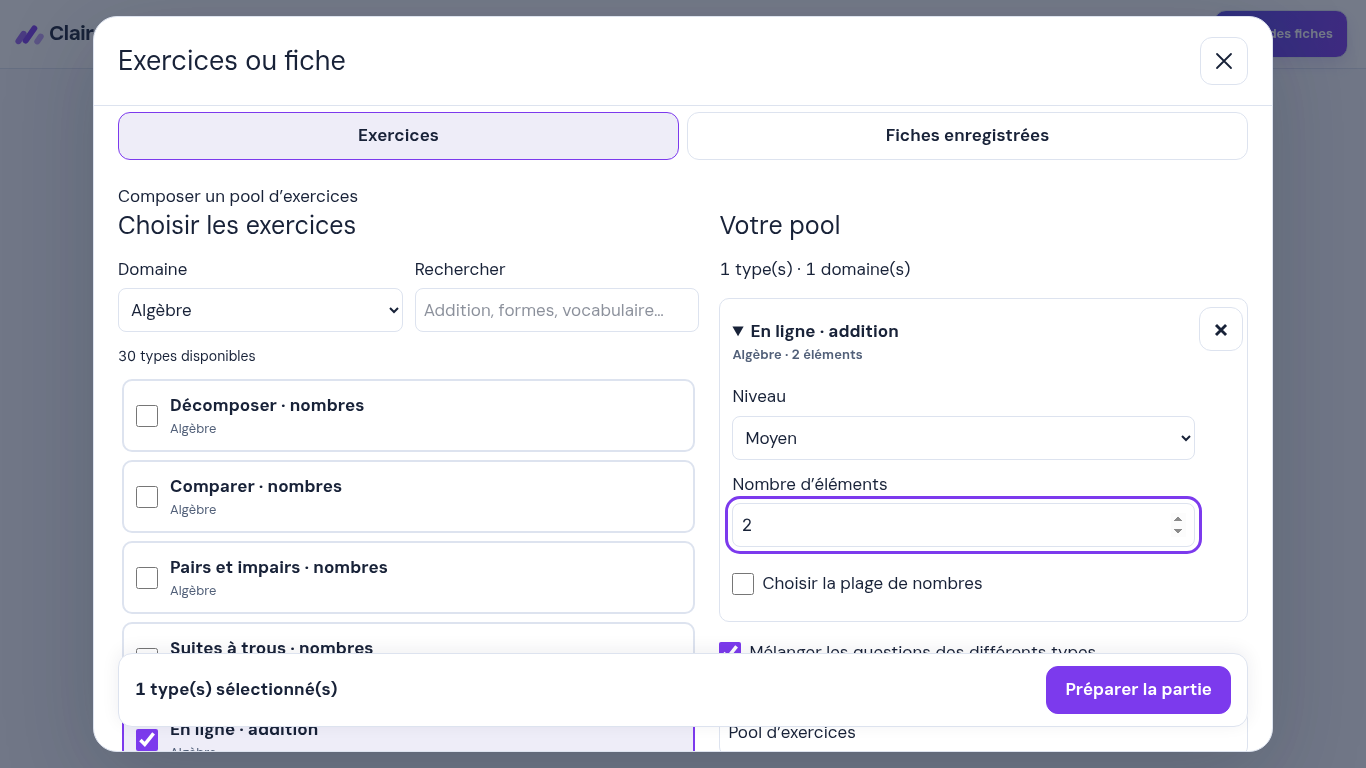 Clair
des fiches
Exercices ou fiche
Exercices
Fiches enregistrées
Composer un pool d’exercices
Choisir les exercices
Domaine
Rechercher
Algèbre
Addition, formes, vocabulaire...
30 types disponibles
Décomposer · nombres
Algèbre
Comparer · nombres
Algèbre
Pairs et impairs · nombres
Algèbre
Suites à trous · nombres
En ligne · addition
Algèbre
Votre pool
1 type(s) · 1 domaine(s)
En ligne · addition
Algèbre · 2 éléments
Niveau
Moyen
Nombre d’éléments
2
Choisir la plage de nombres
Mélanger les questions des différents types
1 type(s) sélectionné(s)
Préparer la partie
Pool d’exercices